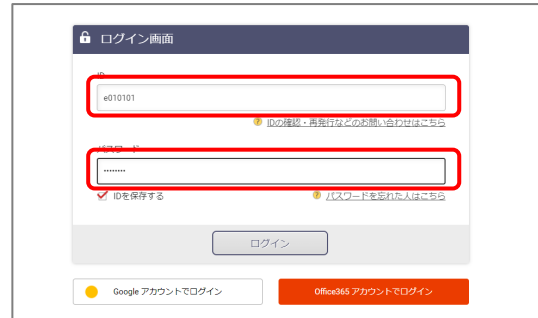 ログイン画面
ID
e010101
IDの確認・再発行などのお問い合わせはこちら
パスワード
........
IDを保存する
パスワードを忘れた人はこちら
ログイン
Google アカウントでログイン
Office365 アカウントでログイン